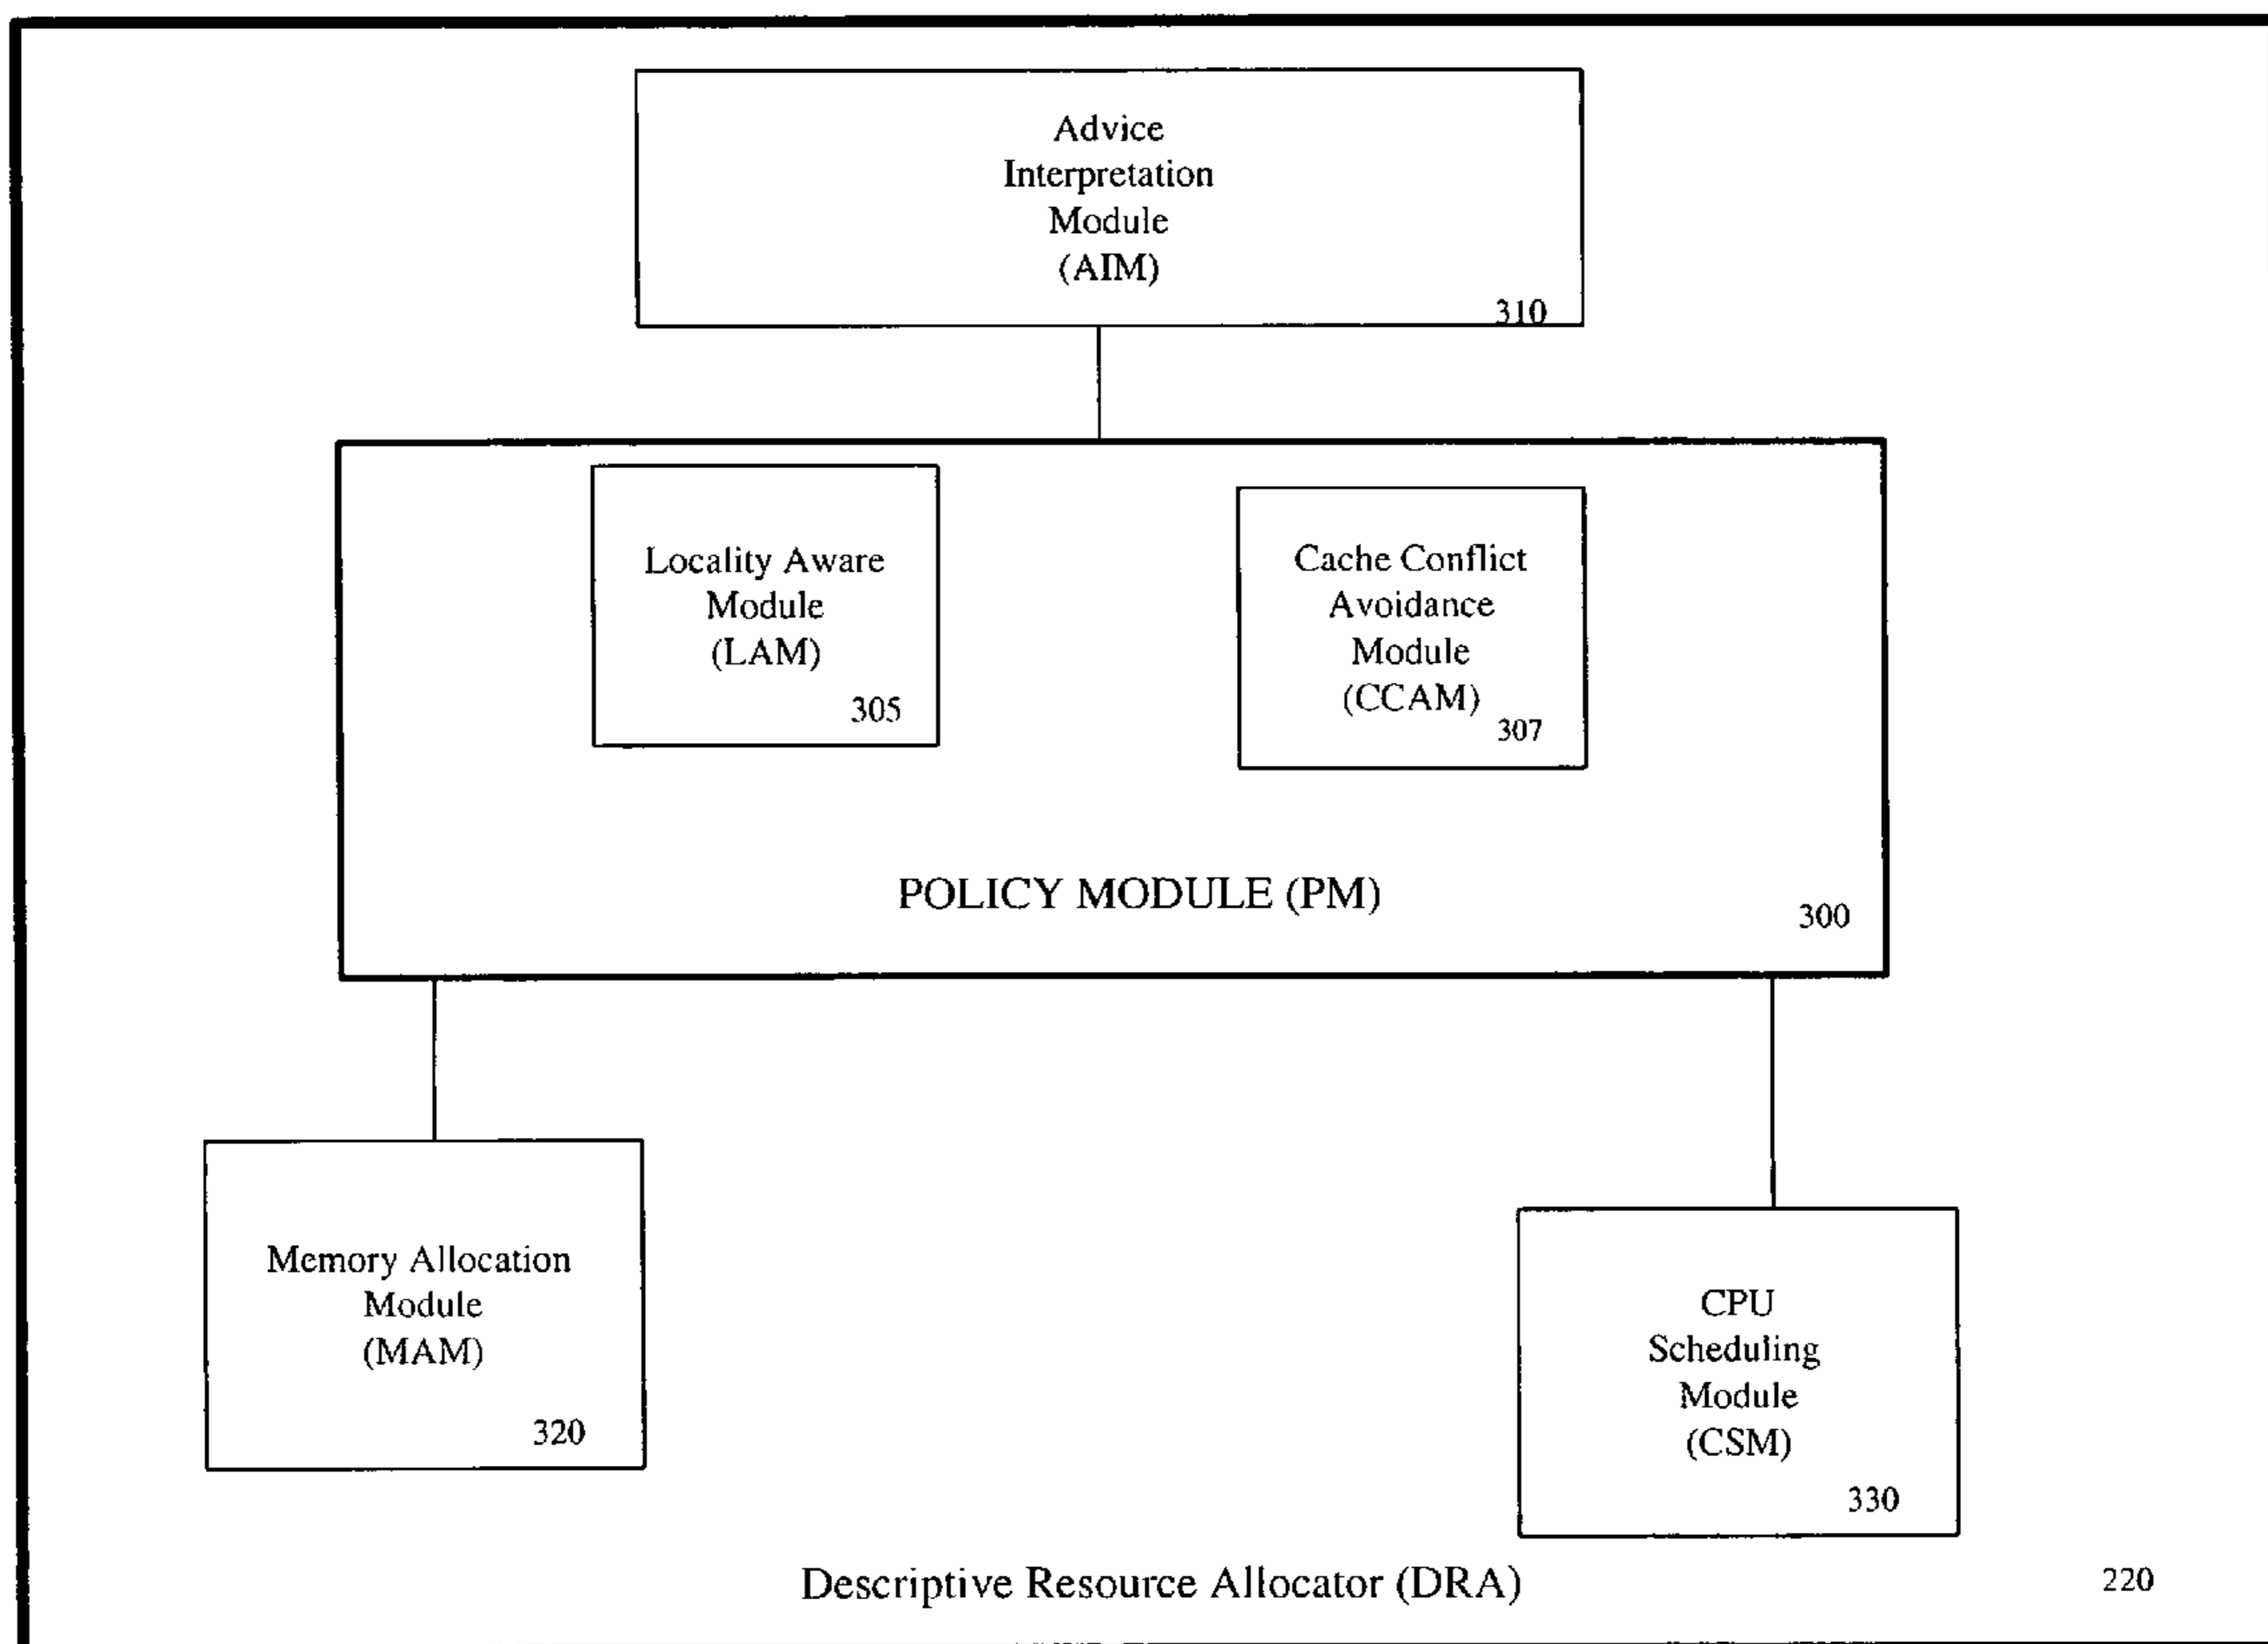 Advice
Interpretation
Module
(AIM)
310
Locality Aware
Module
(LAM)
305
Cache Conflict
Avoidance
Module
(CCAM)
307
POLICY MODULE (PM)
300
Memory Allocation
Module
(MAM)
320
CPU
Scheduling
Module
(CSM)
330
Descriptive Resource Allocator (DRA)
220